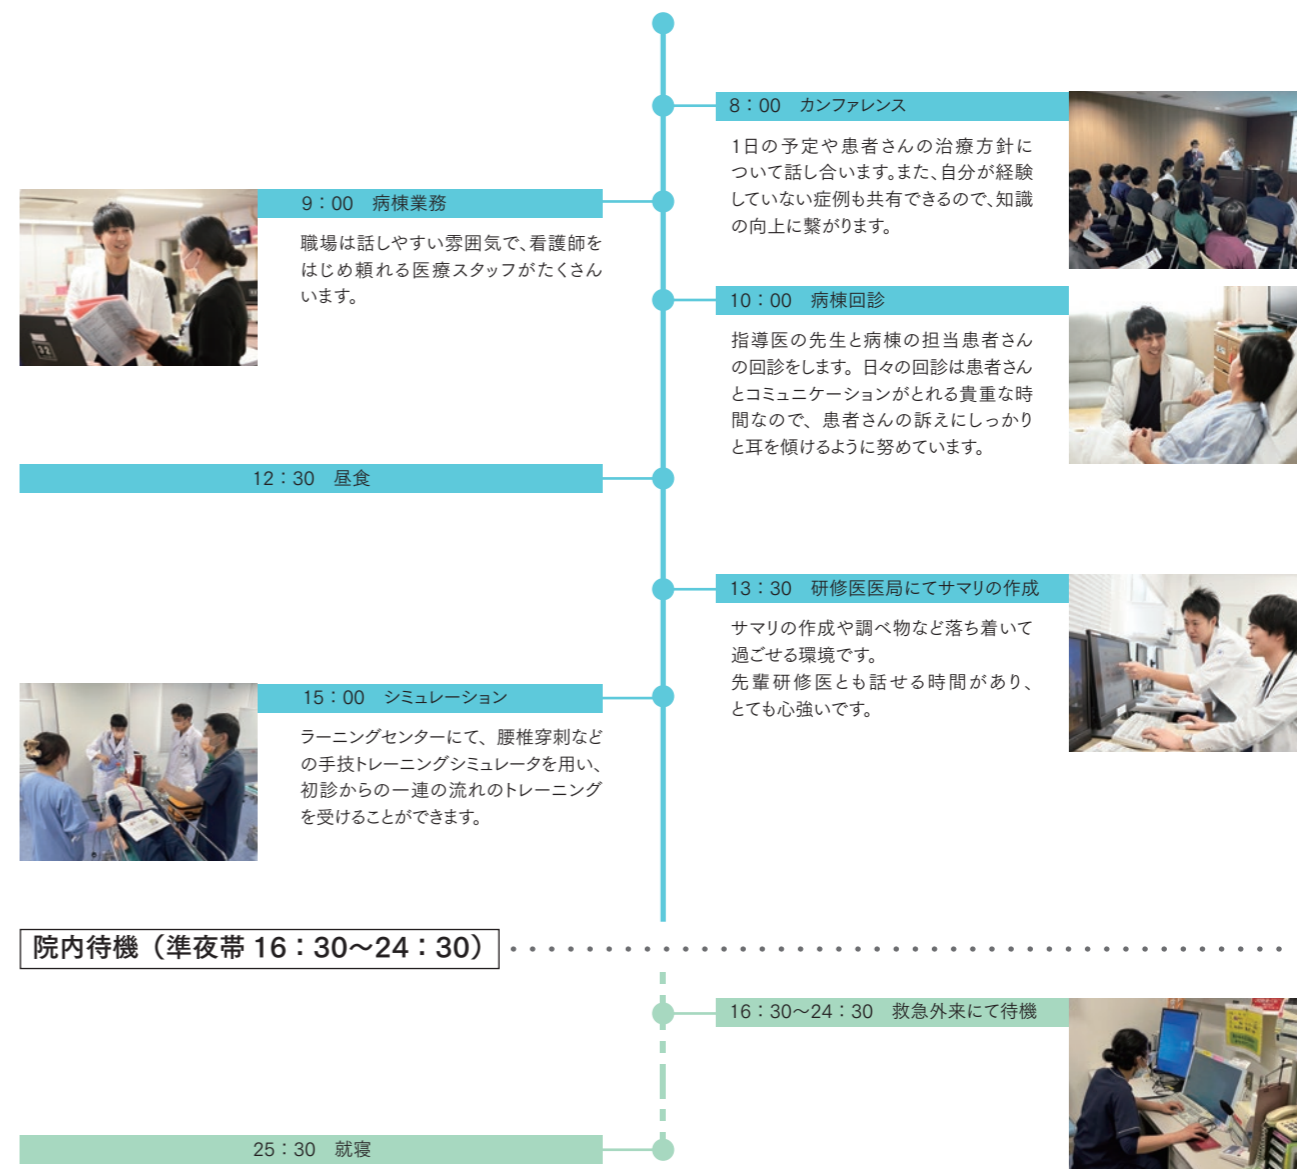 8：00　カンファレンス
1日の予定や患者さんの治療方針に
ついて話し合います。また、自分が経験
していない症例も共有できるので、知識
の向上に繋がります。
9：00　病棟業務
職場は話しやすい雰囲気で、看護師を
はじめ頼れる医療スタッフがたくさん
います。
10：00　病棟回診
指導医の先生と病棟の担当患者さん
の回診をします。日々の回診は患者さん
とコミュニケーションがとれる貴重な時
間なので、患者さんの訴えにしっかり
と耳を傾けるように努めています。
12：30　昼食
13：30　研修医医局にてサマリの作成
サマリの作成や調べ物など落ち着いて
過ごせる環境です。
先輩研修医とも話せる時間があり、
とても心強いです。
15：00　シミュレーション
ラーニングセンターにて、腰椎穿刺など
の手技トレーニングシミュレータを用い、
初診からの一連の流れのトレーニング
を受けることができます。
院内待機（準夜帯 16：30〜24：30）
16：30〜24：30　救急外来にて待機
25：30　就寝